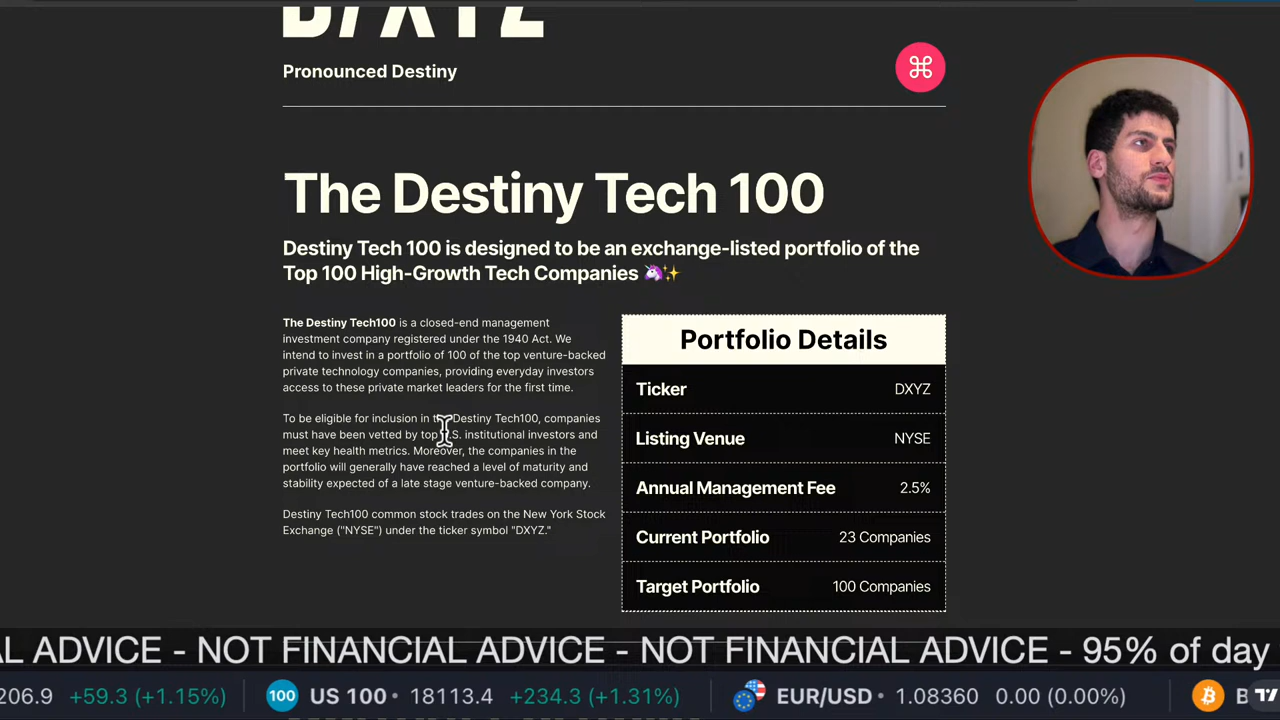 D/XYZ
Pronounced Destiny
The Destiny Tech 100
Destiny Tech 100 is designed to be an exchange-listed portfolio of the
Top 100 High-Growth Tech Companies 🦄✨
The Destiny Tech100 is a closed-end management
investment company registered under the 1940 Act. We
intend to invest in a portfolio of 100 of the top venture-backed
private technology companies, providing everyday investors
access to these private market leaders for the first time.
To be eligible for inclusion in the Destiny Tech100, companies
must have been vetted by top U.S. institutional investors and
meet key health metrics. Moreover, the companies in the
portfolio will generally have reached a level of maturity and
stability expected of a late stage venture-backed company.
Destiny Tech100 common stock trades on the New York Stock
Exchange ("NYSE") under the ticker symbol "DXYZ."
Portfolio Details
Ticker DXYZ
Listing Venue NYSE
Annual Management Fee 2.5%
Current Portfolio 23 Companies
Target Portfolio 100 Companies
AL ADVICE - NOT FINANCIAL ADVICE - NOT FINANCIAL ADVICE - 95% of day
206.9 +59.3 (+1.15%) 100 US 100 • 18113.4 +234.3 (+1.31%) EUR/USD • 1.08360 0.00 (0.00%) B